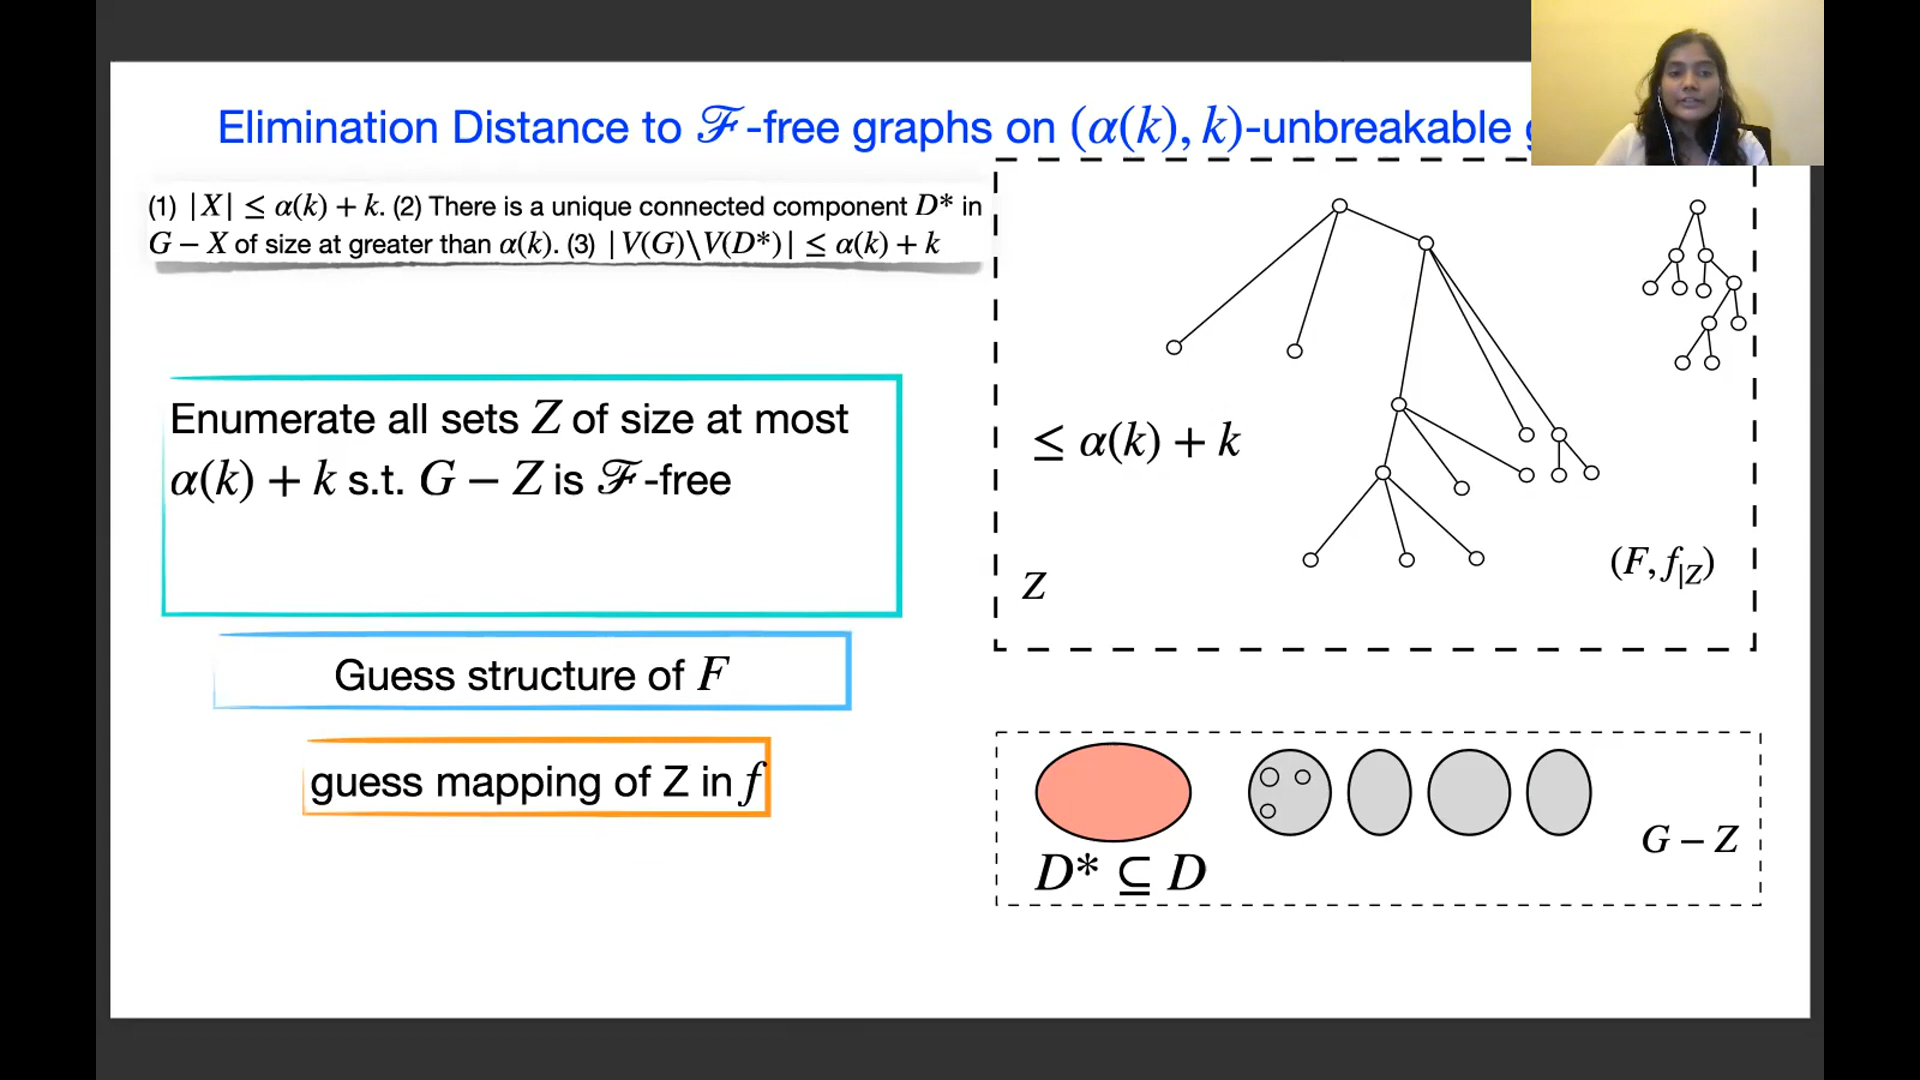 Elimination Distance to ℱ-free graphs on (α(k), k)-unbreakable
(1) |X| ≤ α(k) + k. (2) There is a unique connected component D* in
G − X of size at greater than α(k). (3) |V(G)\V(D*)| ≤ α(k) + k
Enumerate all sets Z of size at most
α(k) + k s.t. G − Z is ℱ-free
Guess structure of F
guess mapping of Z in f
≤ α(k) + k
(F, f|Z)
Z
D* ⊆ D
G − Z